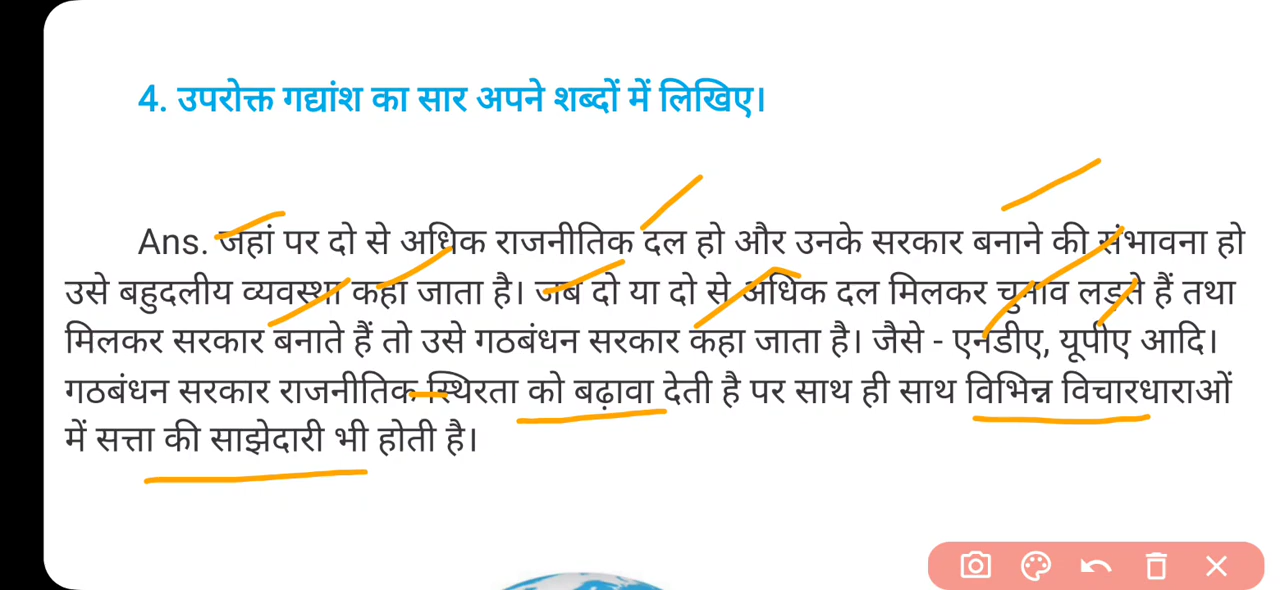 4. उपरोक्त गद्यांश का सार अपने शब्दों में लिखिए।
Ans. जहां पर दो से अधिक राजनीतिक दल हो और उनके सरकार बनाने की संभावना हो
उसे बहुदलीय व्यवस्था कहा जाता है। जब दो या दो से अधिक दल मिलकर चुनाव लड़ते हैं तथा
मिलकर सरकार बनाते हैं तो उसे गठबंधन सरकार कहा जाता है। जैसे - एनडीए, यूपीए आदि।
गठबंधन सरकार राजनीतिक स्थिरता को बढ़ावा देती है पर साथ ही साथ विभिन्न विचारधाराओं
में सत्ता की साझेदारी भी होती है।